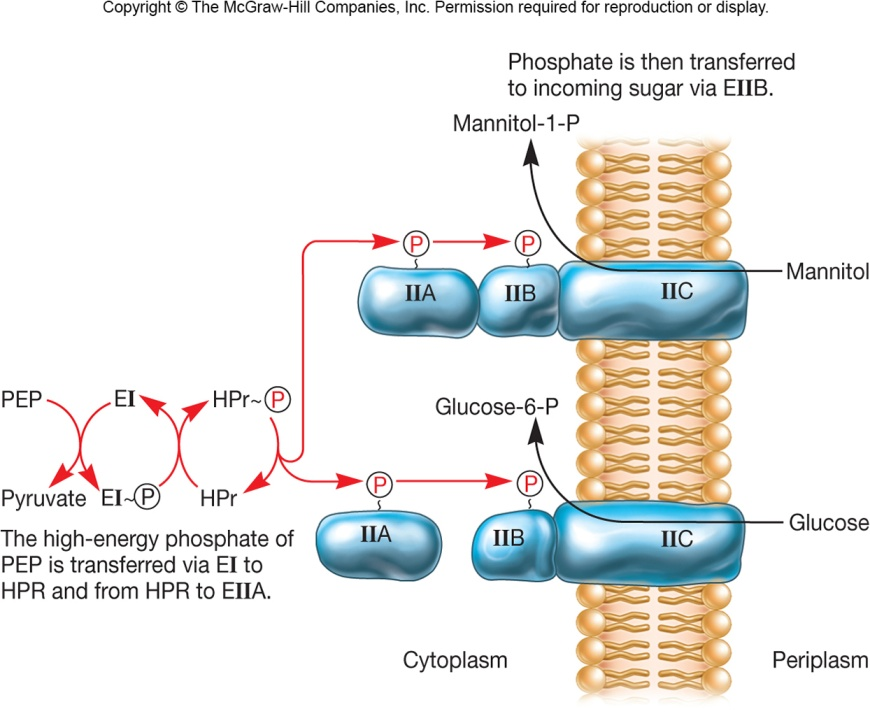 Copyright © The McGraw-Hill Companies, Inc. Permission required for reproduction or display.
Phosphate is then transferred
to incoming sugar via EIIB.
Mannitol-1-P
P P
Mannitol
IIA IIB IIC
PEP EI HPr~P
Glucose-6-P
Pyruvate EI~P HPr
P P
Glucose
IIA IIB IIC
The high-energy phosphate of
PEP is transferred via EI to
HPR and from HPR to EIIA.
Cytoplasm Periplasm